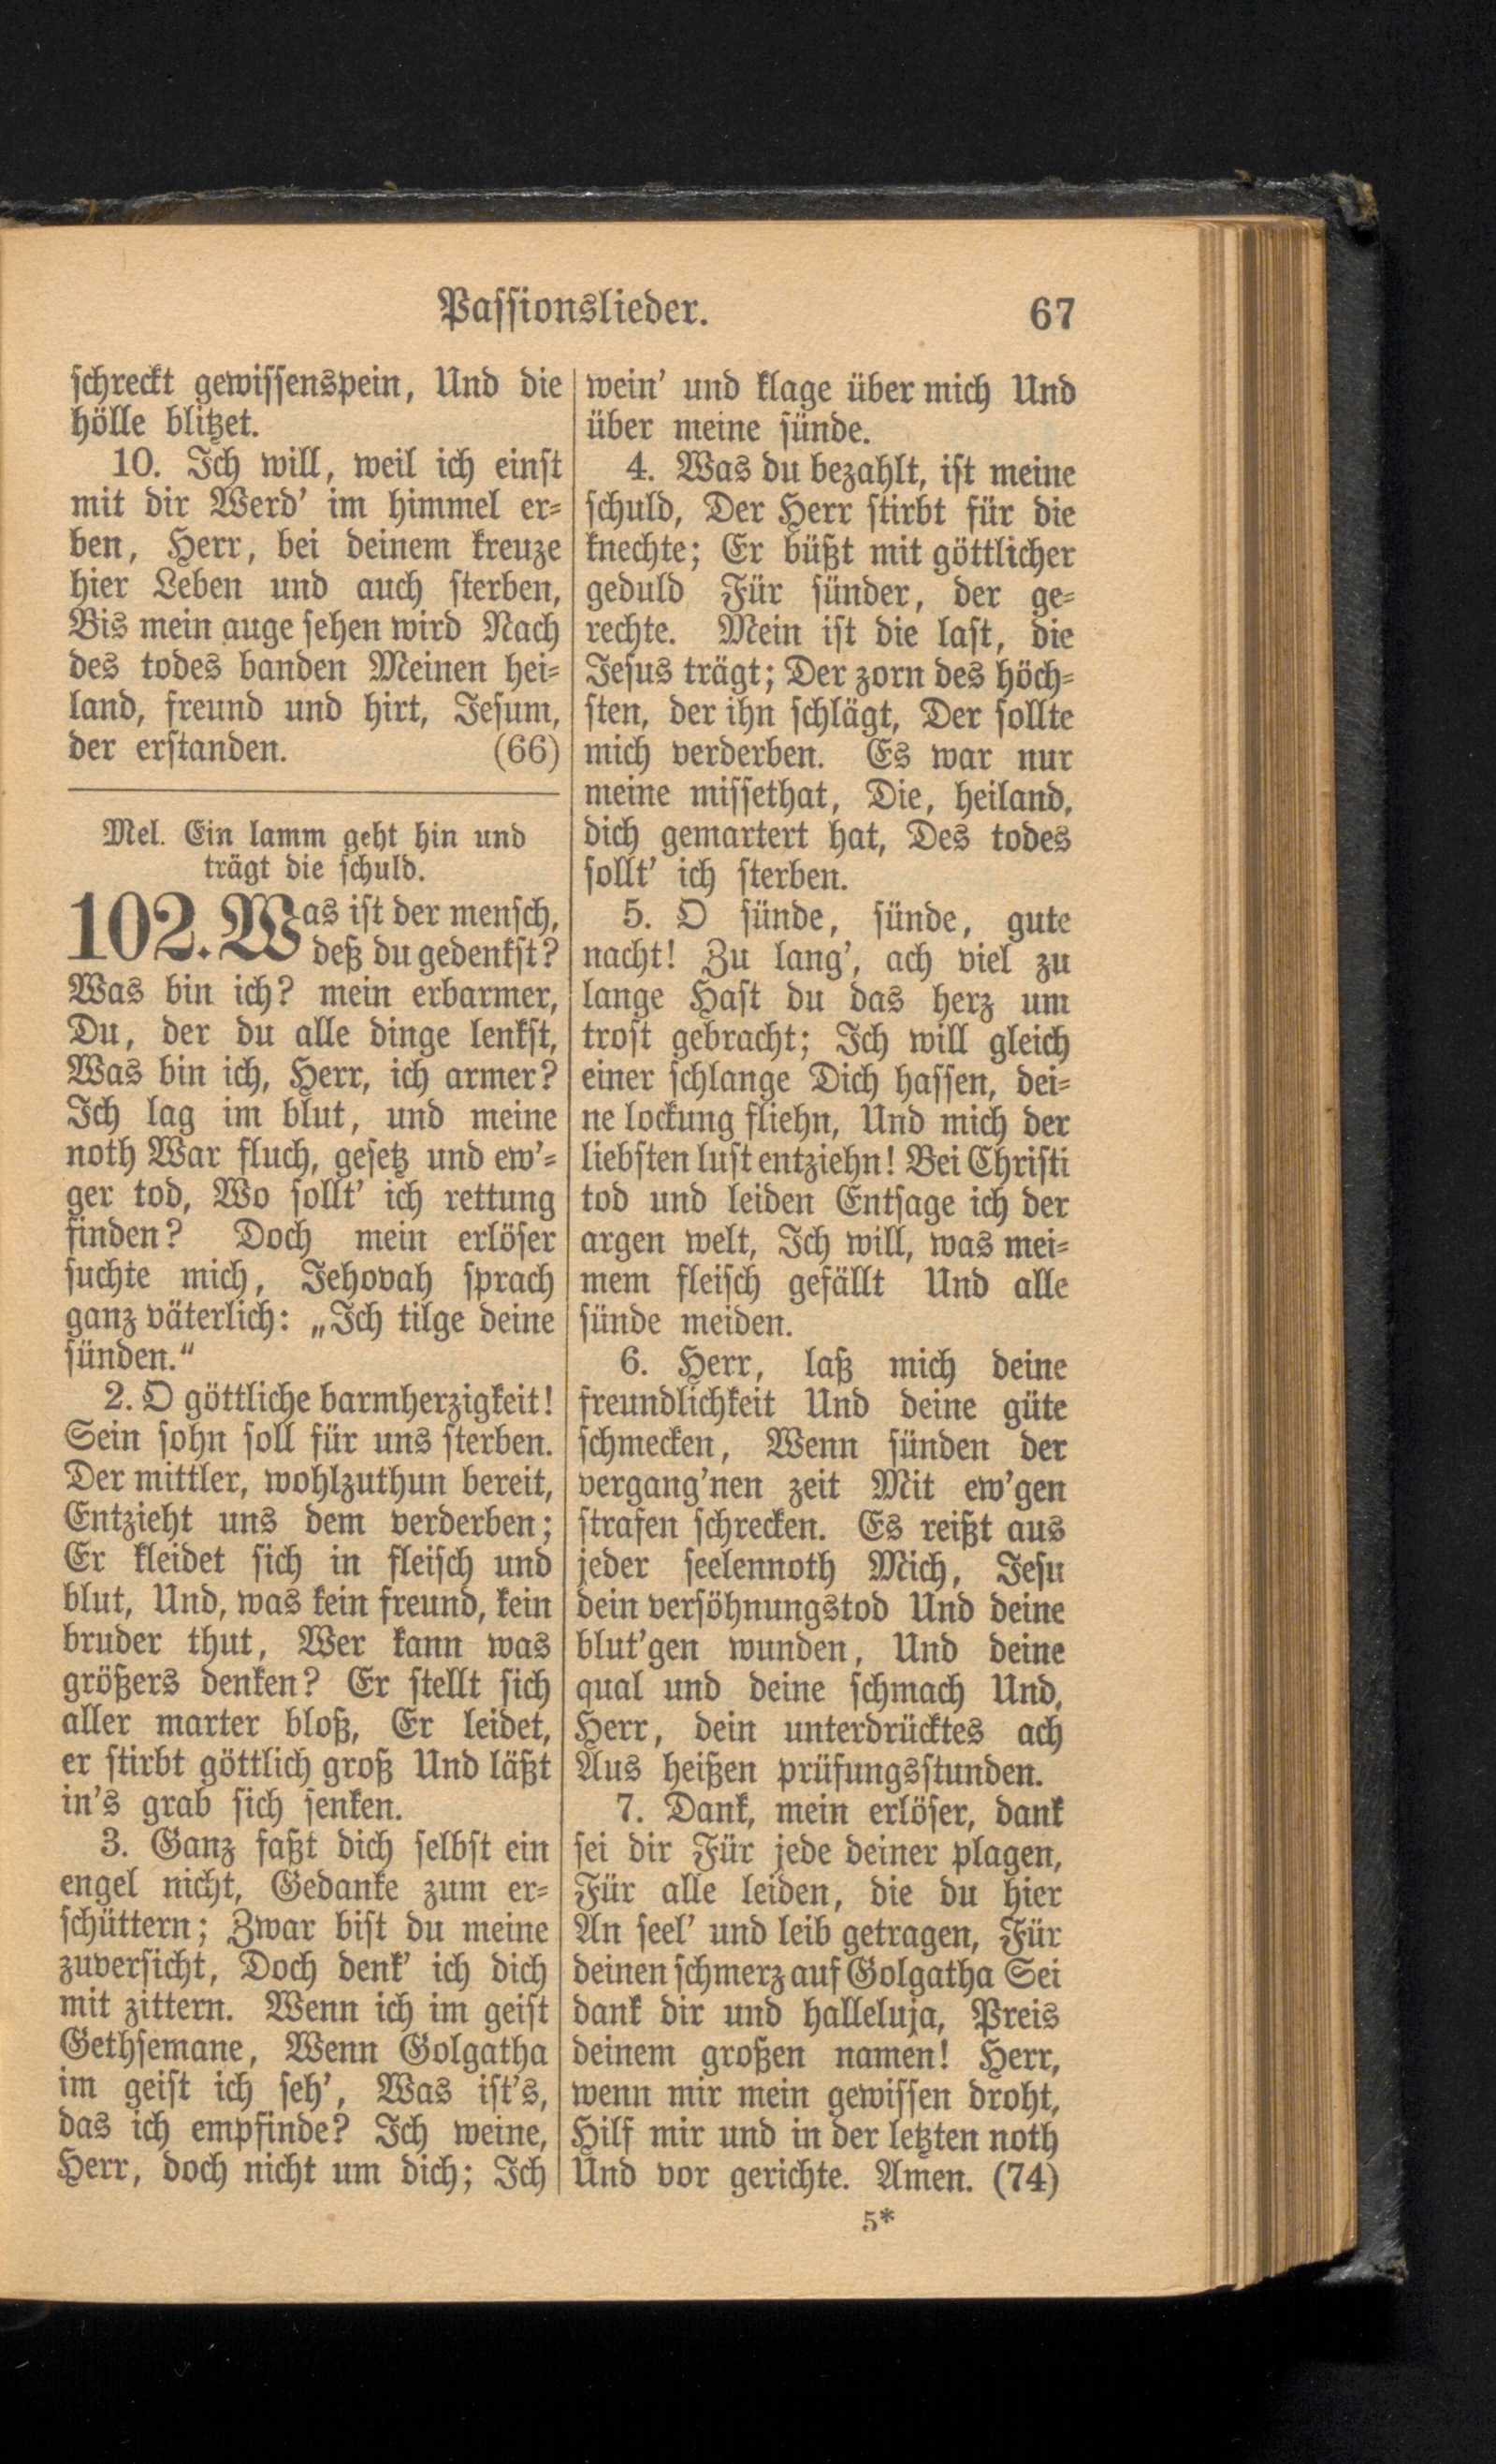 Passionslieder. 67
schreckt gewissenspein, Und die
hölle blitzet.
10. Ich will, weil ich einst
mit dir Werd' im himmel er-
ben, Herr, bei deinem kreuze
hier Leben und auch sterben,
Bis mein auge sehen wird Nach
des todes banden Meinen hei-
land, freund und hirt, Jesum,
der erstanden. (66)
Mel. Ein lamm geht hin und
trägt die schuld.
102. Was ist der mensch,
deß du gedenkst?
Was bin ich? mein erbarmer,
Du, der du alle dinge lenkst,
Was bin ich, Herr, ich armer?
Ich lag im blut, und meine
noth War fluch, gesetz und ew'-
ger tod, Wo sollt' ich rettung
finden? Doch mein erlöser
suchte mich, Jehovah sprach
ganz väterlich: „Ich tilge deine
sünden.“
2. O göttliche barmherzigkeit!
Sein sohn soll für uns sterben.
Der mittler, wohlzuthun bereit,
Entzieht uns dem verderben;
Er kleidet sich in fleisch und
blut, Und, was kein freund, kein
bruder thut, Wer kann was
größers denken? Er stellt sich
aller marter bloß, Er leidet,
er stirbt göttlich groß Und läßt
in's grab sich senken.
3. Ganz faßt dich selbst ein
engel nicht, Gedanke zum er-
schüttern; Zwar bist du meine
zuversicht, Doch denk' ich dich
mit zittern. Wenn ich im geist
Gethsemane, Wenn Golgatha
im geist ich seh', Was ist's,
das ich empfinde? Ich weine,
Herr, doch nicht um dich; Ich
wein' und klage über mich Und
über meine sünde.
4. Was du bezahlt, ist meine
schuld, Der Herr stirbt für die
knechte; Er büßt mit göttlicher
geduld Für sünder, der ge-
rechte. Mein ist die last, die
Jesus trägt; Der zorn des höch-
sten, der ihn schlägt, Der sollte
mich verderben. Es war nur
meine missethat, Die, heiland,
dich gemartert hat, Des todes
sollt' ich sterben.
5. O sünde, sünde, gute
nacht! Zu lang', ach viel zu
lange Hast du das herz um
trost gebracht; Ich will gleich
einer schlange Dich hassen, dei-
ne lockung fliehn, Und mich der
liebsten lust entziehn! Bei Christi
tod und leiden Entsage ich der
argen welt, Ich will, was mei-
mem fleisch gefällt Und alle
sünde meiden.
6. Herr, laß mich deine
freundlichkeit Und deine güte
schmecken, Wenn sünden der
vergang'nen zeit Mit ew'gen
strafen schrecken. Es reißt aus
jeder seelennoth Mich, Jesu
dein versöhnungstod Und deine
blut'gen wunden, Und deine
qual und deine schmach Und,
Herr, dein unterdrücktes ach
Aus heißen prüfungsstunden.
7. Dank, mein erlöser, dank
sei dir Für jede deiner plagen,
Für alle leiden, die du hier
An seel' und leib getragen, Für
deinen schmerz auf Golgatha Sei
dank dir und halleluja, Preis
deinem großen namen! Herr,
wenn mir mein gewissen droht,
Hilf mir und in der letzten noth
Und vor gerichte. Amen. (74)
5*